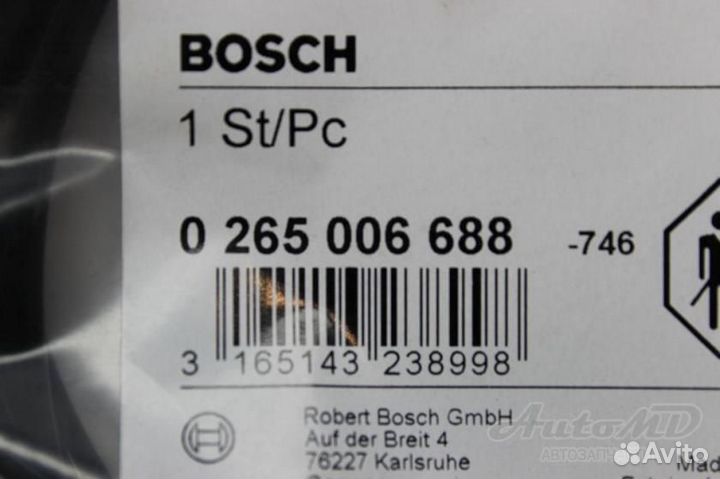 BOSCH
1 St/Pc
0 265 006 688 -746
3 165143 238998
Robert Bosch GmbH
Auf der Breit 4
76227 Karlsruhe
AutoMD
Avito